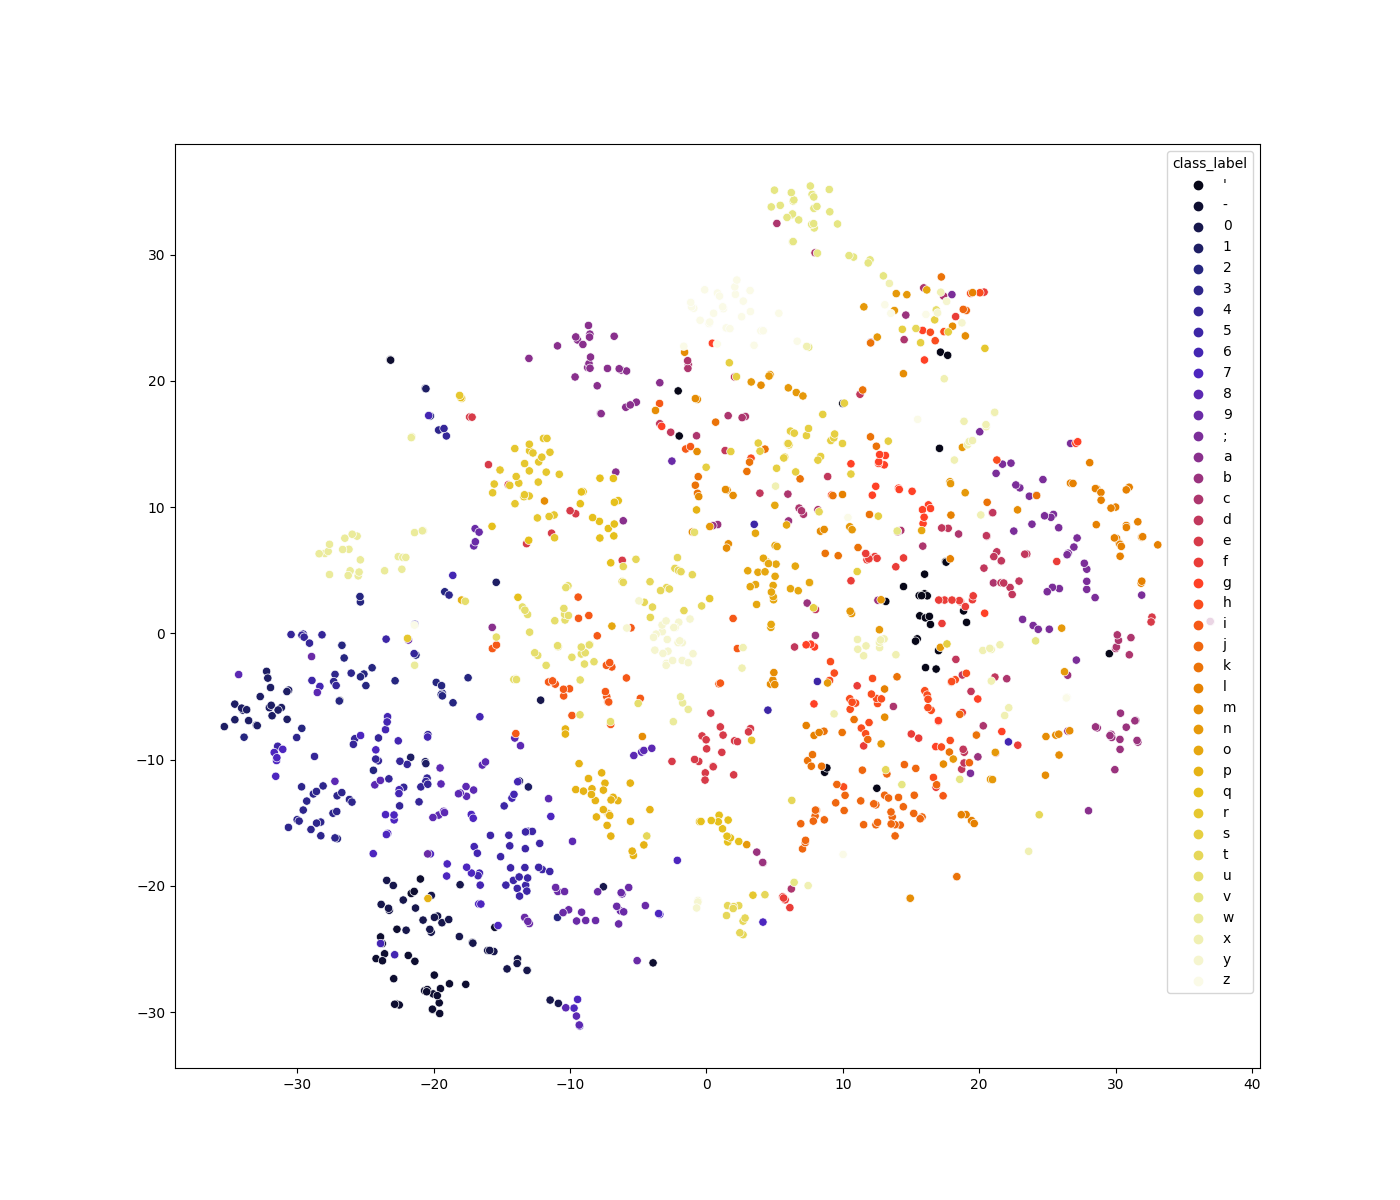 class_label
'
-
0
1
2
3
4
5
6
7
8
9
;
a
b
c
d
e
f
g
h
i
j
k
l
m
n
o
p
q
r
s
t
u
v
w
x
y
z
30
20
10
0
−10
−20
−30
−30 −20 −10 0 10 20 30 40